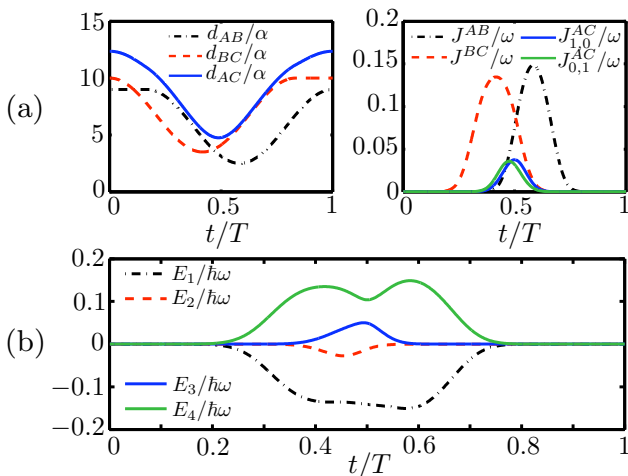 (a)
15
10
5
0
d_{AB}/α
d_{BC}/α
d_{AC}/α
0
0.5
1
t/T
0.2
0.15
0.1
0.05
0
J^{AB}/ω
J^{BC}/ω
J^{AC}_{1,0}/ω
J^{AC}_{0,1}/ω
0
0.5
1
t/T
(b)
0.2
0.1
0
−0.1
−0.2
E_1/ħω
E_2/ħω
E_3/ħω
E_4/ħω
0
0.2
0.4
0.6
0.8
1
t/T